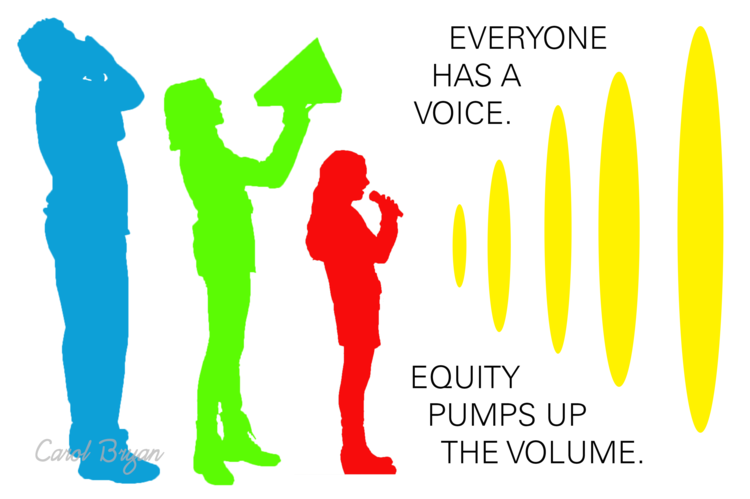 EVERYONE
HAS A
VOICE.
EQUITY
PUMPS UP
THE VOLUME.
Carol Bryan